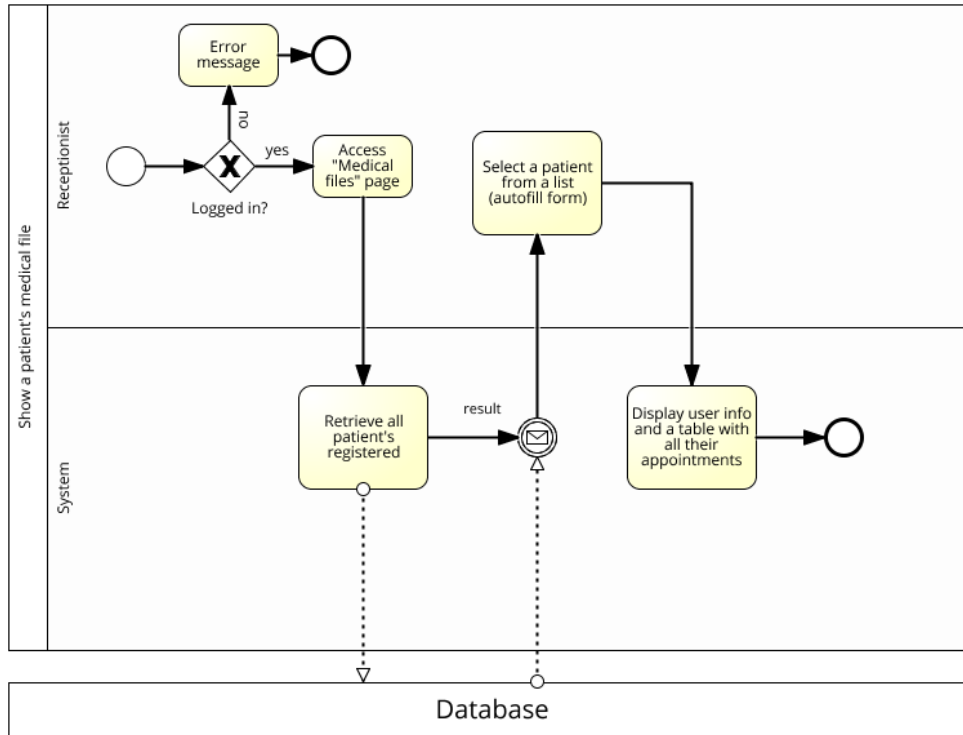 Show a patient's medical file
Receptionist
Error
message
no
yes
Logged in?
Access
"Medical
files" page
Select a patient
from a list
(autofill form)
System
Retrieve all
patient's
registered
result
Display user info
and a table with
all their
appointments
Database